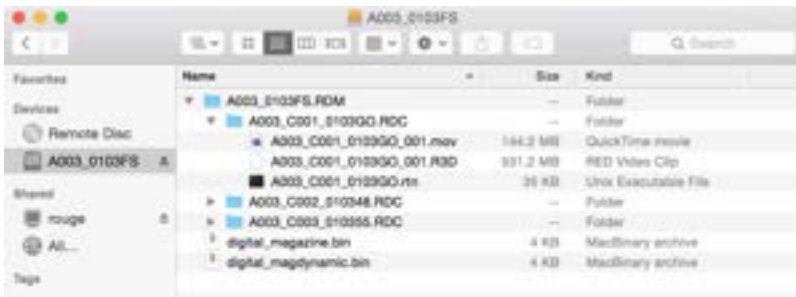 A003_0103FS
Search
Favorites
Devices
Remote Disc
A003_0103FS
Shared
rouge
All...
Tags
Name Size Kind
A003_0103FS.RDM -- Folder
A003_C001_0103GO.RDC -- Folder
A003_C001_0103GO_001.mov 144.2 MB QuickTime movie
A003_C001_0103GO_001.R3D 931.2 MB RED Video Clip
A003_C001_0103GO.rtn 35 KB Unix Executable File
A003_C002_010348.RDC -- Folder
A003_C003_010355.RDC -- Folder
digital_magazine.bin 4 KB MacBinary archive
digital_magdynamic.bin 4 KB MacBinary archive